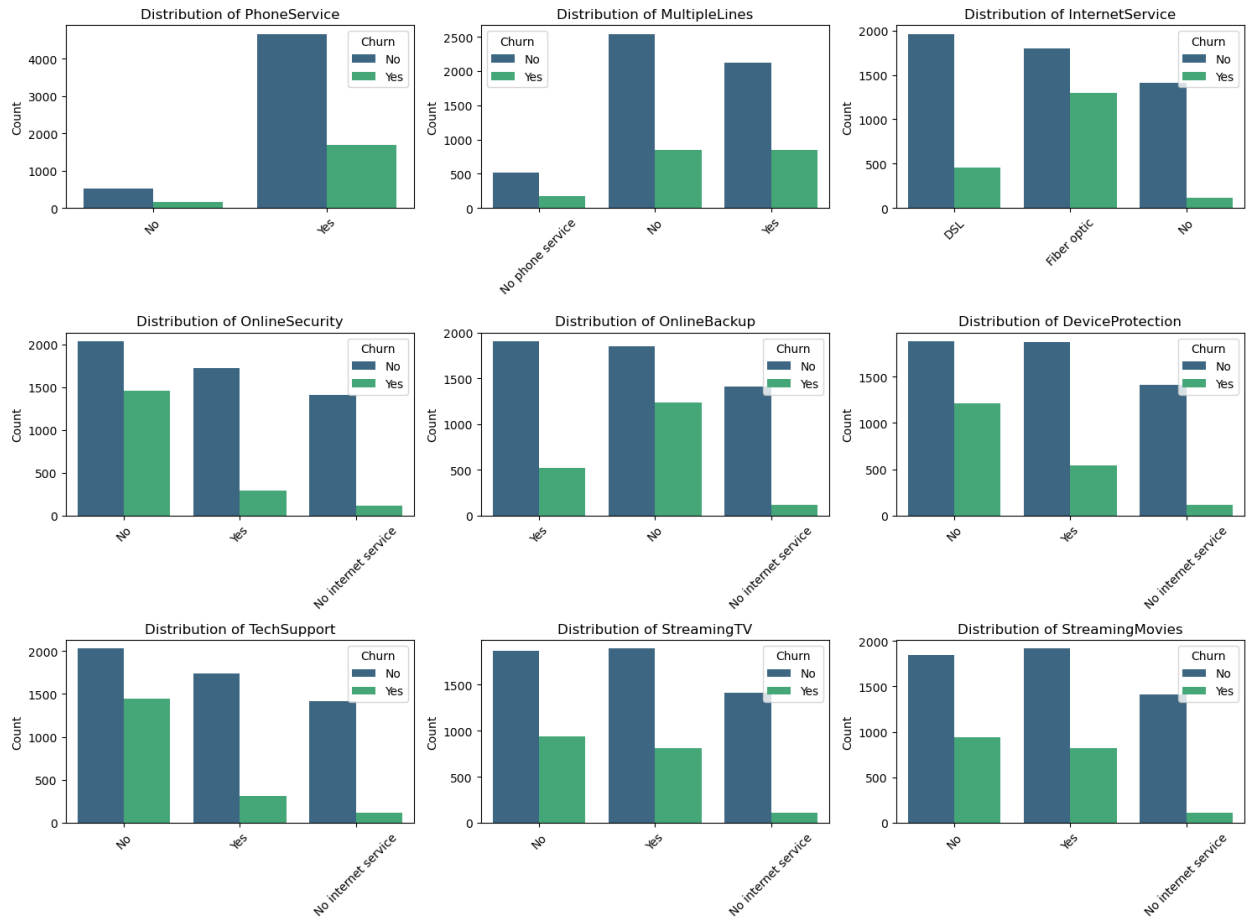 Distribution of PhoneService
Count
4000
3000
2000
1000
0
No
Yes
Churn
No
Yes
Distribution of MultipleLines
Count
2500
2000
1500
1000
500
0
No phone service
No
Yes
Churn
No
Yes
Distribution of InternetService
Count
2000
1500
1000
500
0
DSL
Fiber optic
No
Churn
No
Yes
Distribution of OnlineSecurity
Count
2000
1500
1000
500
0
No
Yes
No internet service
Churn
No
Yes
Distribution of OnlineBackup
Count
2000
1500
1000
500
0
Yes
No
No internet service
Churn
No
Yes
Distribution of DeviceProtection
Count
1500
1000
500
0
No
Yes
No internet service
Churn
No
Yes
Distribution of TechSupport
Count
2000
1500
1000
500
0
No
Yes
No internet service
Churn
No
Yes
Distribution of StreamingTV
Count
1500
1000
500
0
No
Yes
No internet service
Churn
No
Yes
Distribution of StreamingMovies
Count
2000
1500
1000
500
0
No
Yes
No internet service
Churn
No
Yes